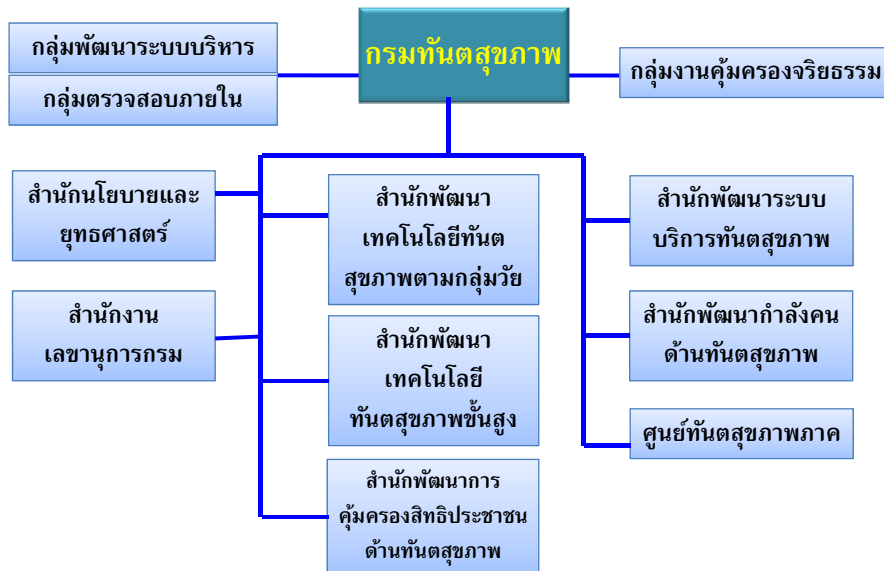 กรมทันตสุขภาพ
กลุ่มพัฒนาระบบบริหาร
กลุ่มตรวจสอบภายใน
กลุ่มงานคุ้มครองจริยธรรม
สำนักนโยบายและ
ยุทธศาสตร์
สำนักงาน
เลขานุการกรม
สำนักพัฒนา
เทคโนโลยีทันต
สุขภาพตามกลุ่มวัย
สำนักพัฒนา
เทคโนโลยี
ทันตสุขภาพขั้นสูง
สำนักพัฒนาการ
คุ้มครองสิทธิประชาชน
ด้านทันตสุขภาพ
สำนักพัฒนาระบบ
บริการทันตสุขภาพ
สำนักพัฒนากำลังคน
ด้านทันตสุขภาพ
ศูนย์ทันตสุขภาพภาค